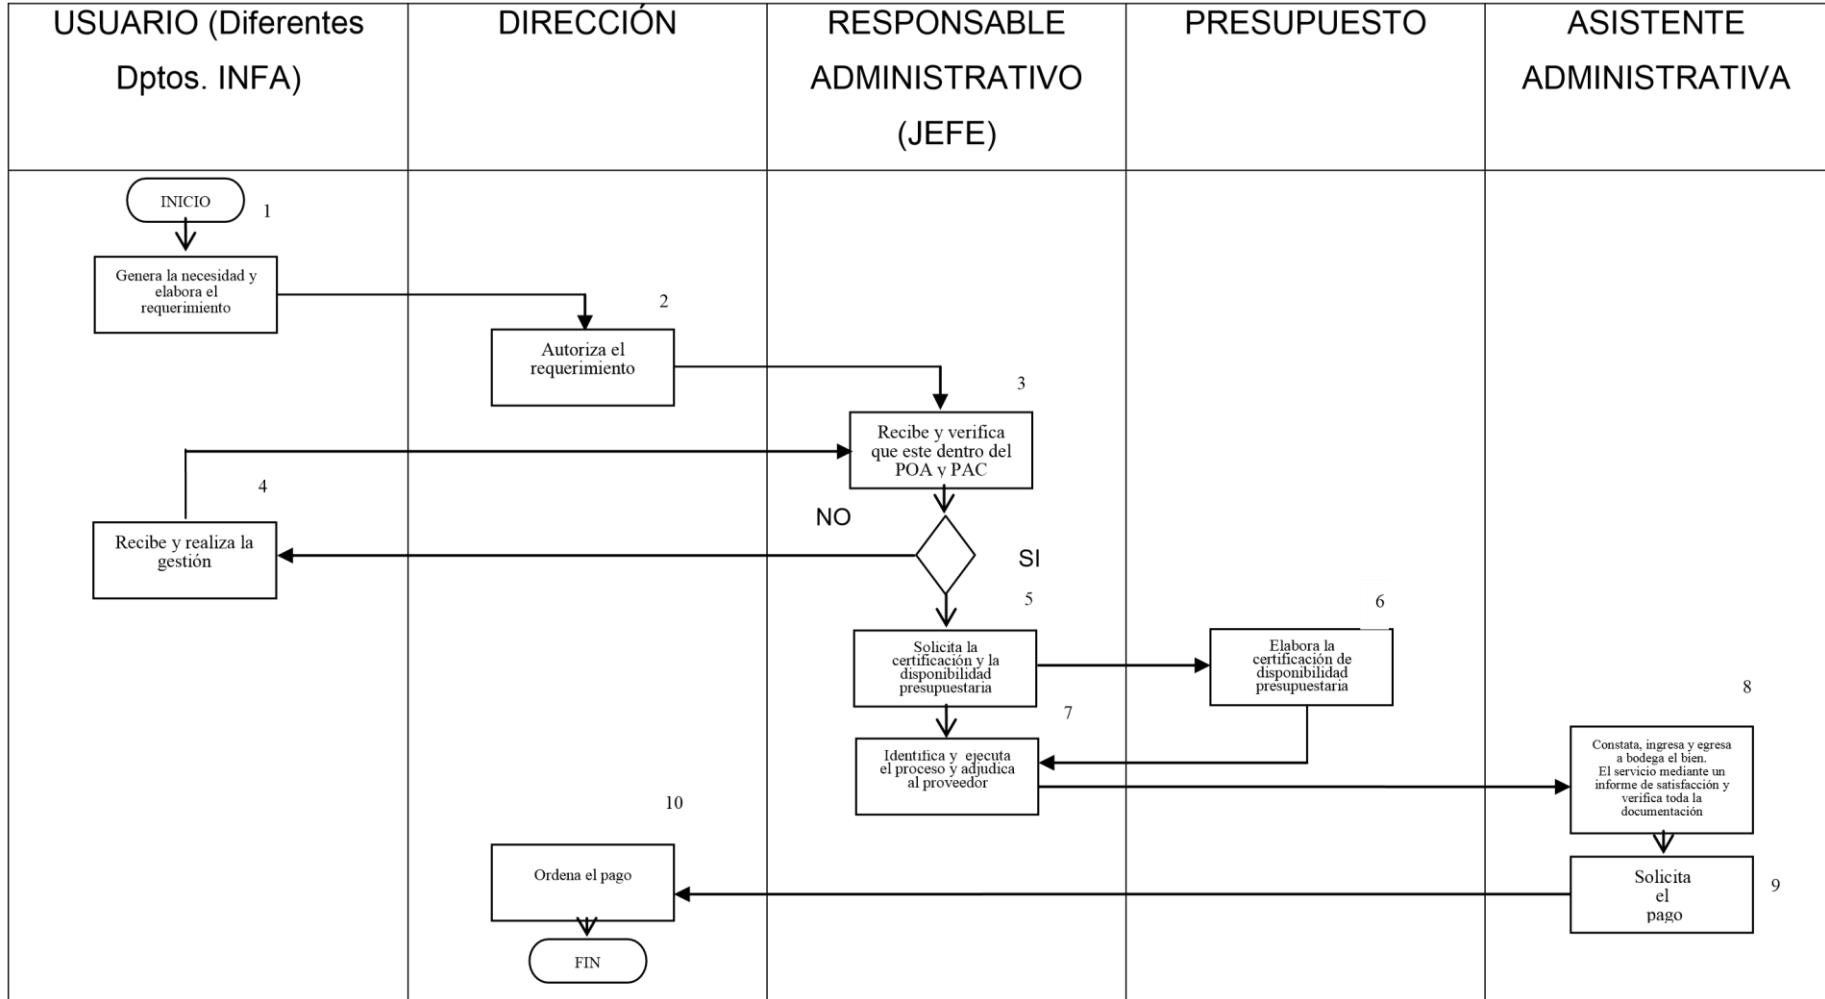 USUARIO (Diferentes
Dptos. INFA)
DIRECCIÓN
RESPONSABLE
ADMINISTRATIVO
(JEFE)
PRESUPUESTO
ASISTENTE
ADMINISTRATIVA
INICIO
1
Genera la necesidad y
elabora el
requerimiento
2
Autoriza el
requerimiento
3
Recibe y verifica
que este dentro del
POA y PAC
4
NO
Recibe y realiza la
gestión
SI
5
Solicita la
certificación y la
disponibilidad
presupuestaria
6
Elabora la
certificación de
disponibilidad
presupuestaria
7
Identifica y ejecuta
el proceso y adjudica
al proveedor
8
Constata, ingresa y egresa
a bodega el bien.
El servicio mediante un
informe de satisfacción y
verifica toda la
documentación
9
Solicita
el
pago
10
Ordena el pago
FIN